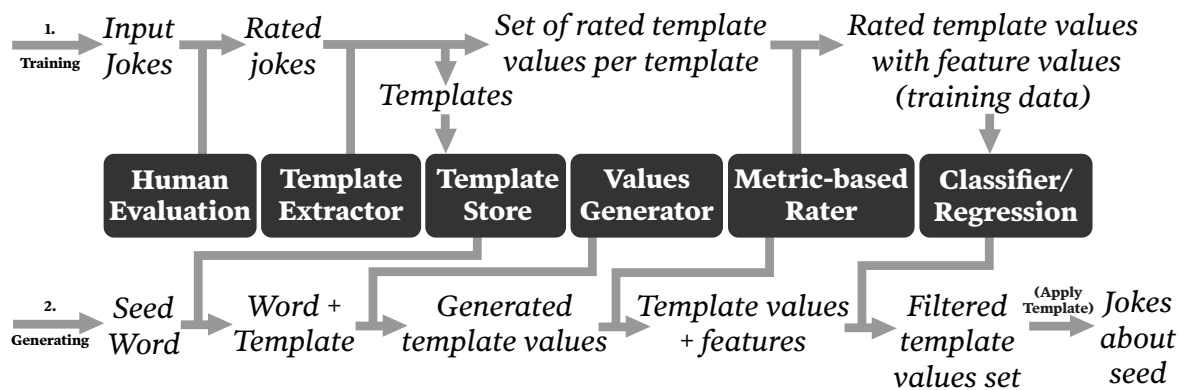 1.
Training
Input
Jokes
Rated
jokes
Set of rated template
values per template
Rated template values
with feature values
(training data)
Templates
Human
Evaluation
Template
Extractor
Template
Store
Values
Generator
Metric-based
Rater
Classifier/
Regression
2.
Generating
Seed
Word
Word +
Template
Generated
template values
Template values
+ features
Filtered
template
values set
(Apply
Template)
Jokes
about
seed